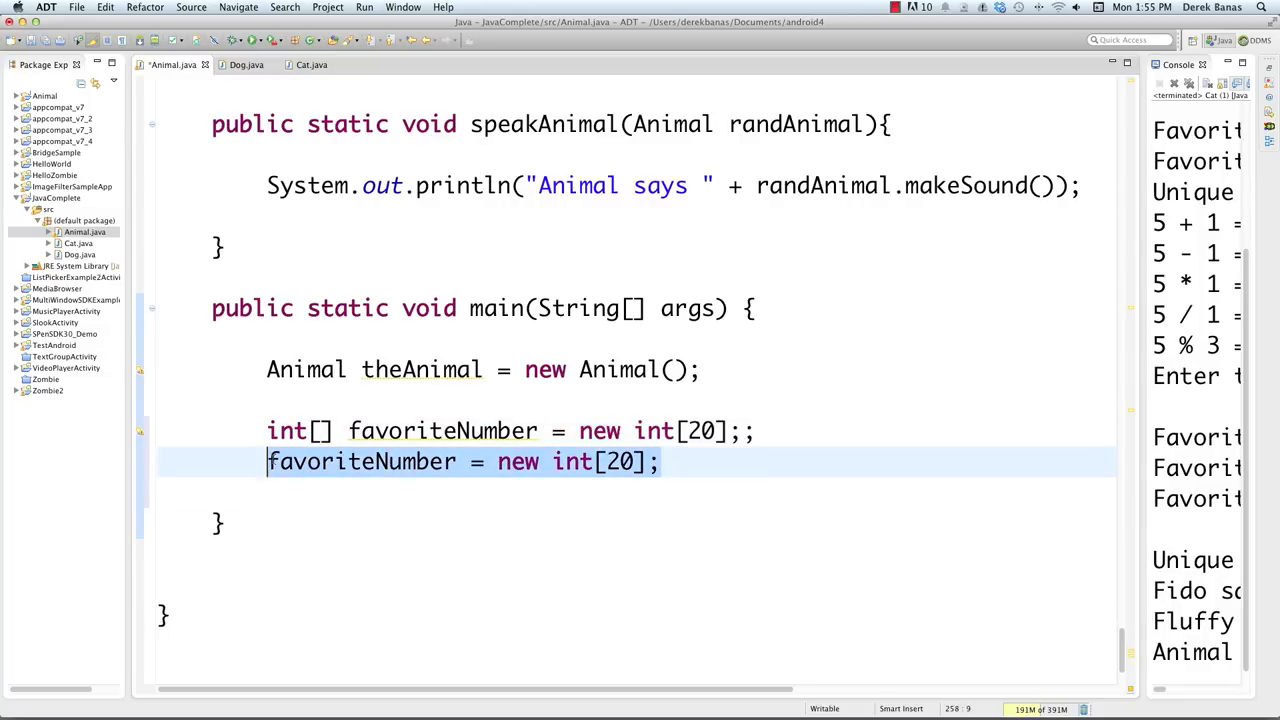 ADT File Edit Refactor Source Navigate Search Project Run Window Help 10 Mon 1:55 PM Derek Banas
Java – JavaComplete/src/Animal.java – ADT – /Users/derekbanas/Documents/android4
Quick Access Java DDMS
Package Exp *Animal.java Dog.java Cat.java Console
<terminated> Cat (1) [Java
Animal
appcompat_v7
appcompat_v7_2
appcompat_v7_3
appcompat_v7_4
BridgeSample
HelloWorld
HelloZombie
ImageFilterSampleApp
JavaComplete
src
(default package)
Animal.java
Cat.java
Dog.java
JRE System Library [Ja
ListPickerExample2Activi
MediaBrowser
MultiWindowSDKExample
MusicPlayerActivity
SlookActivity
SPenSDK30_Demo
TestAndroid
TextGroupActivity
VideoPlayerActivity
Zombie
Zombie2
public static void speakAnimal(Animal randAnimal){
System.out.println("Animal says " + randAnimal.makeSound());
}
public static void main(String[] args) {
Animal theAnimal = new Animal();
int[] favoriteNumber = new int[20];;
favoriteNumber = new int[20];
}
}
Favorit
Favorit
Unique
5 + 1 =
5 - 1 =
5 * 1 =
5 / 1 =
5 % 3 =
Enter t
Favorit
Favorit
Favorit
Unique
Fido sa
Fluffy
Animal
Writable Smart Insert 258 : 9 191M of 391M